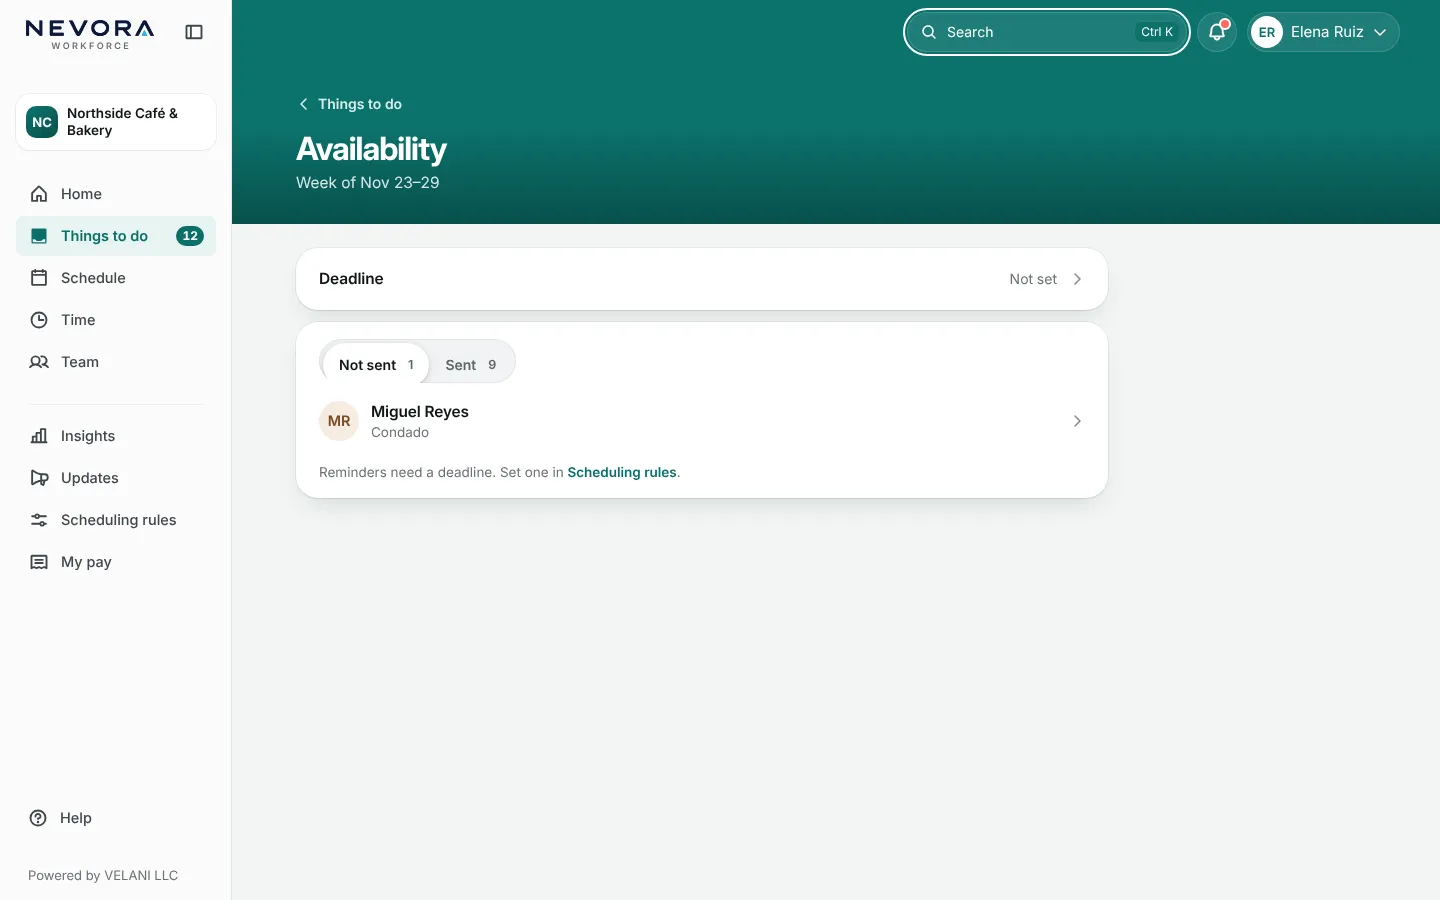 NEVORA
WORKFORCE
Search
Ctrl K
ER
Elena Ruiz
NC
Northside Café &
Bakery
Things to do
Availability
Week of Nov 23–29
Home
Things to do
12
Schedule
Time
Team
Insights
Updates
Scheduling rules
My pay
Deadline
Not set
Not sent 1
Sent 9
MR
Miguel Reyes
Condado
Reminders need a deadline. Set one in Scheduling rules.
Help
Powered by VELANI LLC